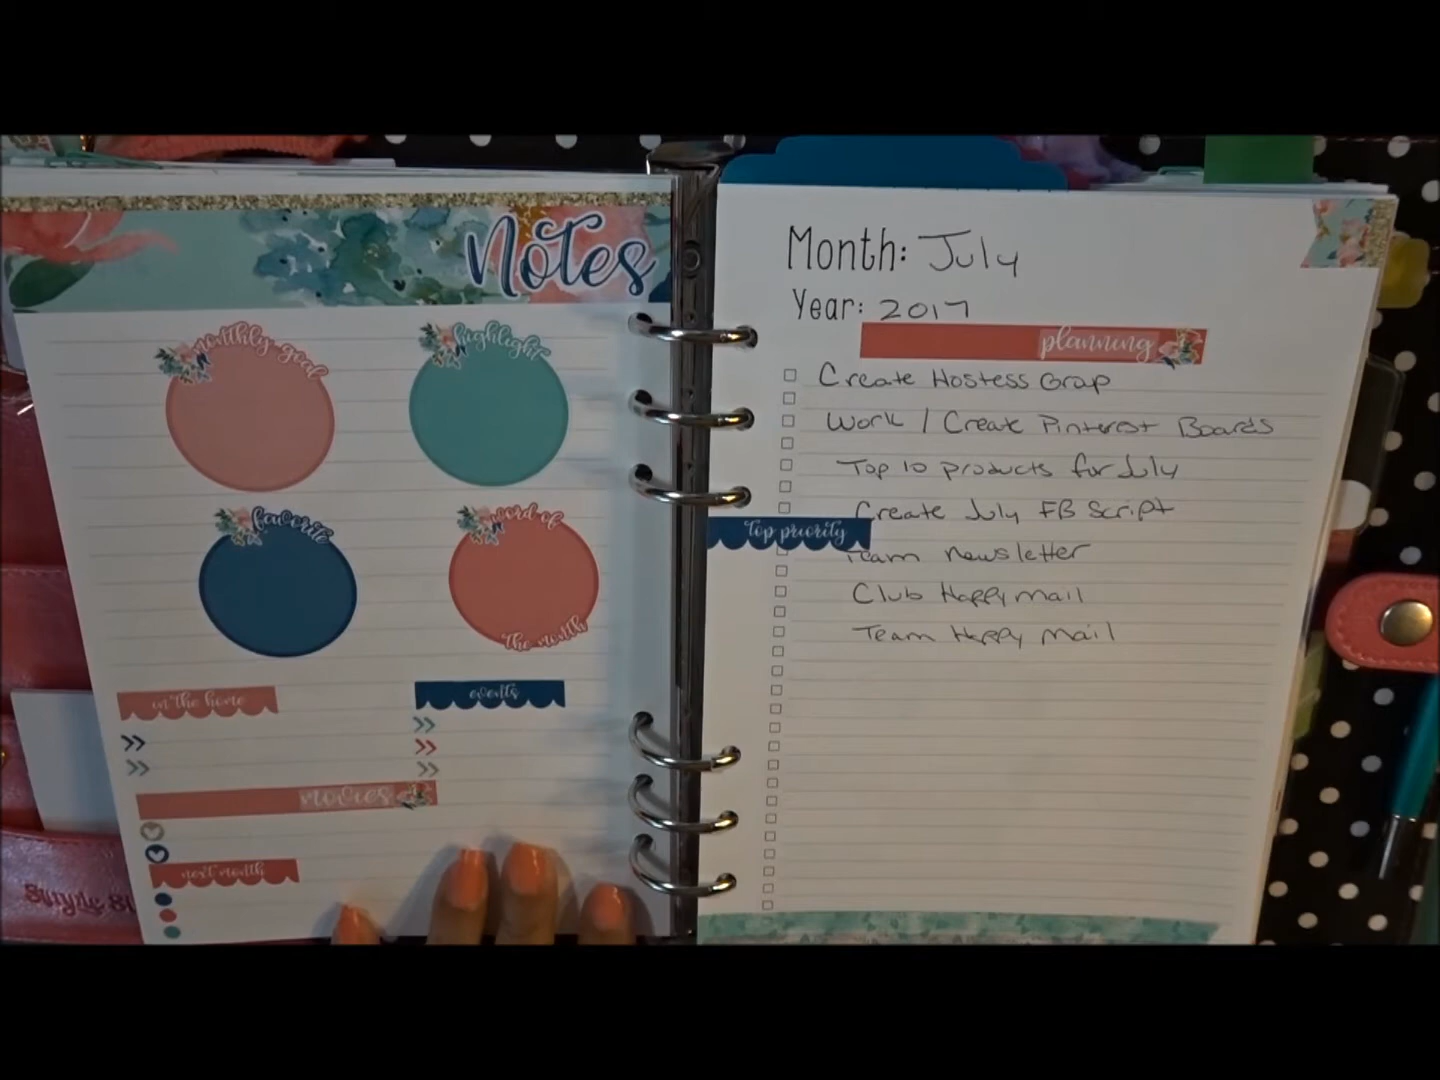 Notes
monthly goal
highlight
favorite
word of
the month
in the home
events
movies
next month
Month: July
Year: 2017
planning
Create Hostess Group
Work / Create Pinterest Boards
Top 10 products for July
Create July FB Script
top priority
Team newsletter
Club Happy mail
Team Happy mail